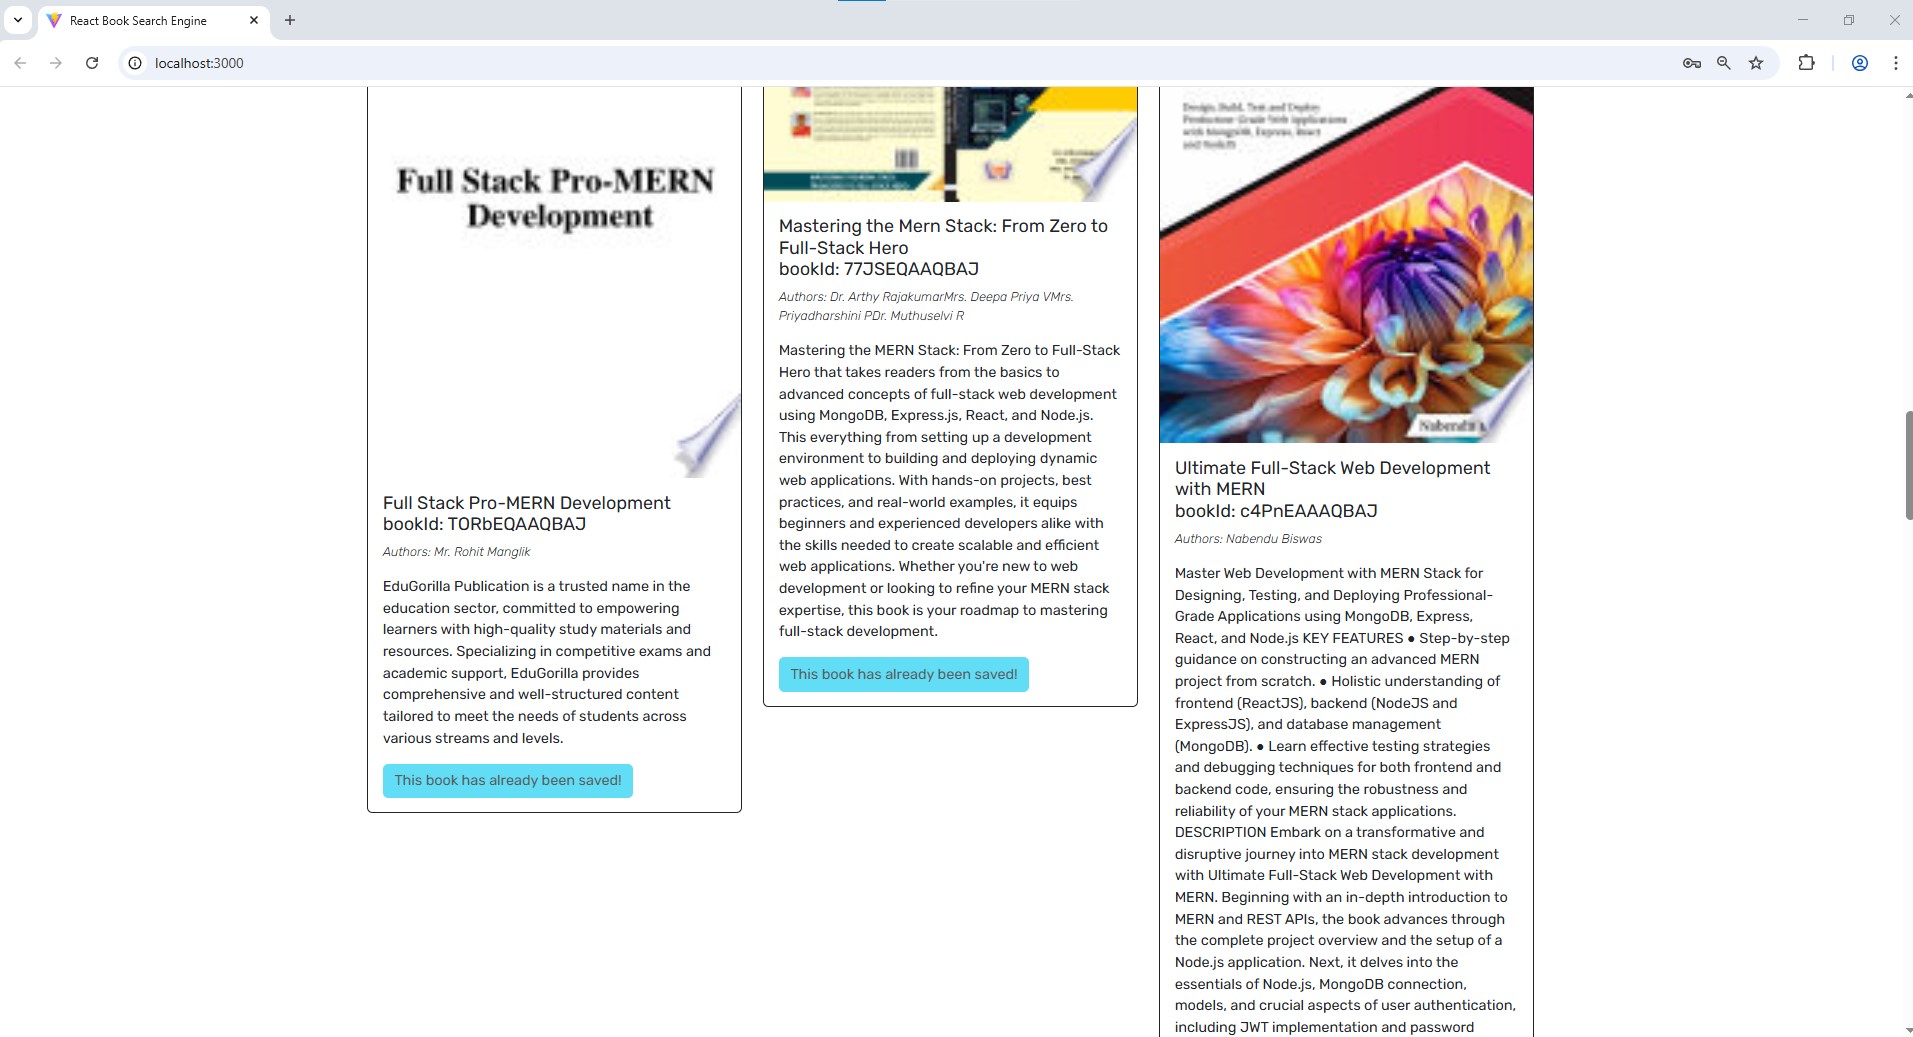 React Book Search Engine
localhost:3000
Full Stack Pro-MERN
Development
Full Stack Pro-MERN Development
bookId: TORbEQAAQBAJ
Authors: Mr. Rohit Manglik
EduGorilla Publication is a trusted name in the
education sector, committed to empowering
learners with high-quality study materials and
resources. Specializing in competitive exams and
academic support, EduGorilla provides
comprehensive and well-structured content
tailored to meet the needs of students across
various streams and levels.
This book has already been saved!
Mastering the Mern Stack: From Zero to
Full-Stack Hero
bookId: 77JSEQAAQBAJ
Authors: Dr. Arthy RajakumarMrs. Deepa Priya VMrs.
Priyadharshini PDr. Muthuselvi R
Mastering the MERN Stack: From Zero to Full-Stack
Hero that takes readers from the basics to
advanced concepts of full-stack web development
using MongoDB, Express.js, React, and Node.js.
This everything from setting up a development
environment to building and deploying dynamic
web applications. With hands-on projects, best
practices, and real-world examples, it equips
beginners and experienced developers alike with
the skills needed to create scalable and efficient
web applications. Whether you're new to web
development or looking to refine your MERN stack
expertise, this book is your roadmap to mastering
full-stack development.
This book has already been saved!
Design, Build, Test and Deploy
Production-Grade Web Applications
with MongoDB, Express, React
and NodeJS
Nabendu
Ultimate Full-Stack Web Development
with MERN
bookId: c4PnEAAAQBAJ
Authors: Nabendu Biswas
Master Web Development with MERN Stack for
Designing, Testing, and Deploying Professional-
Grade Applications using MongoDB, Express,
React, and Node.js KEY FEATURES ● Step-by-step
guidance on constructing an advanced MERN
project from scratch. ● Holistic understanding of
frontend (ReactJS), backend (NodeJS and
ExpressJS), and database management
(MongoDB). ● Learn effective testing strategies
and debugging techniques for both frontend and
backend code, ensuring the robustness and
reliability of your MERN stack applications.
DESCRIPTION Embark on a transformative and
disruptive journey into MERN stack development
with Ultimate Full-Stack Web Development with
MERN. Beginning with an in-depth introduction to
MERN and REST APIs, the book advances through
the complete project overview and the setup of a
Node.js application. Next, it delves into the
essentials of Node.js, MongoDB connection,
models, and crucial aspects of user authentication,
including JWT implementation and password